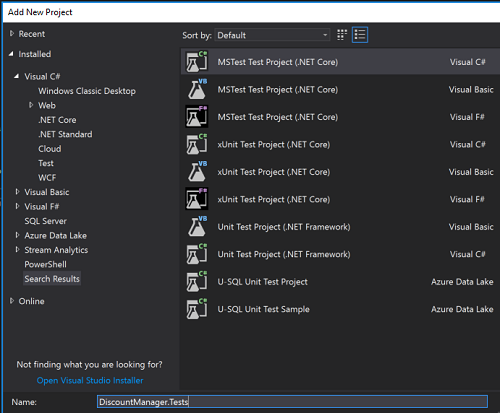 Add New Project
Recent
Sort by: Default
Installed
Visual C#
Windows Classic Desktop
Web
.NET Core
.NET Standard
Cloud
Test
WCF
Visual Basic
Visual F#
SQL Server
Azure Data Lake
Stream Analytics
PowerShell
Search Results
Online
C# MSTest Test Project (.NET Core) Visual C#
VB MSTest Test Project (.NET Core) Visual Basic
F# MSTest Test Project (.NET Core) Visual F#
C# xUnit Test Project (.NET Core) Visual C#
VB xUnit Test Project (.NET Core) Visual Basic
F# xUnit Test Project (.NET Core) Visual F#
VB Unit Test Project (.NET Framework) Visual Basic
C# Unit Test Project (.NET Framework) Visual C#
C# U-SQL Unit Test Project Azure Data Lake
C# U-SQL Unit Test Sample Azure Data Lake
Not finding what you are looking for?
Open Visual Studio Installer
Name: DiscountManager.Tests